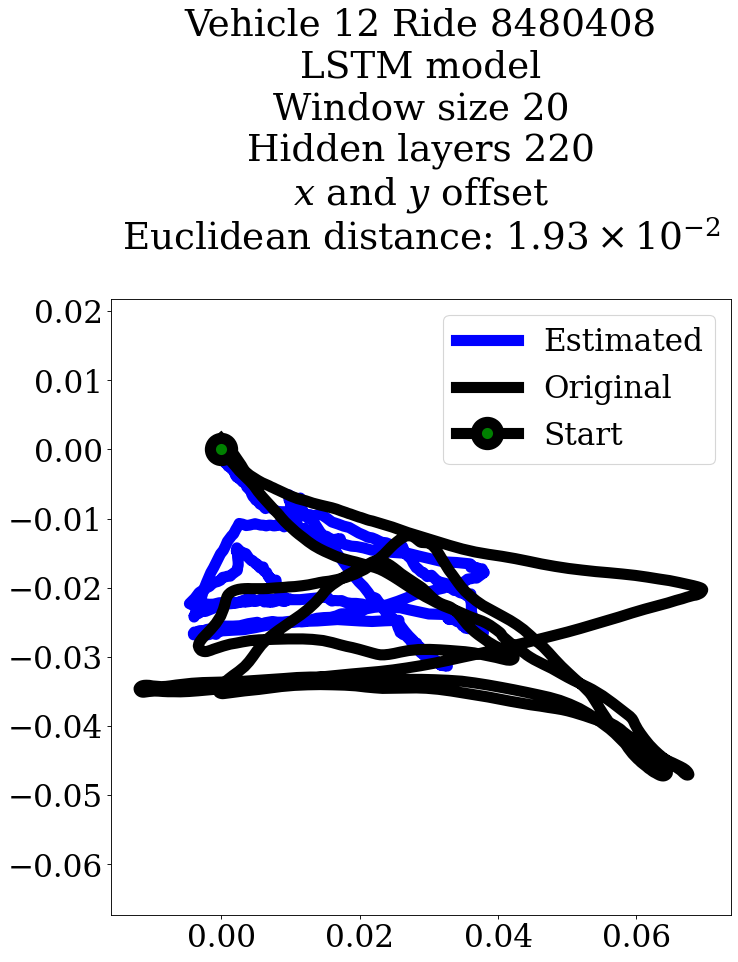 Vehicle 12 Ride 8480408
LSTM model
Window size 20
Hidden layers 220
x and y offset
Euclidean distance: 1.93 × 10⁻²
Estimated
Original
Start
0.02
0.01
0.00
−0.01
−0.02
−0.03
−0.04
−0.05
−0.06
0.00 0.02 0.04 0.06